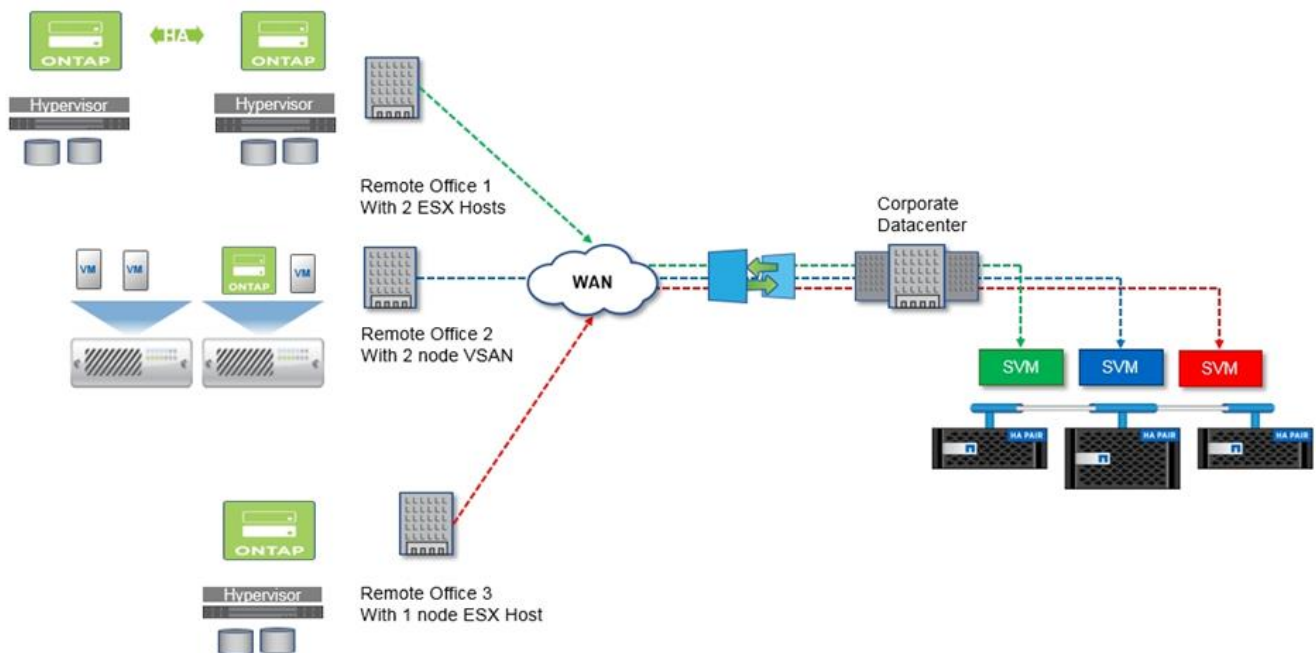 HA
ONTAP
ONTAP
Hypervisor
Hypervisor
Remote Office 1
With 2 ESX Hosts
VM
VM
ONTAP
VM
Remote Office 2
With 2 node VSAN
WAN
Corporate
Datacenter
SVM
SVM
SVM
HA PAIR
HA PAIR
HA PAIR
ONTAP
Hypervisor
Remote Office 3
With 1 node ESX Host